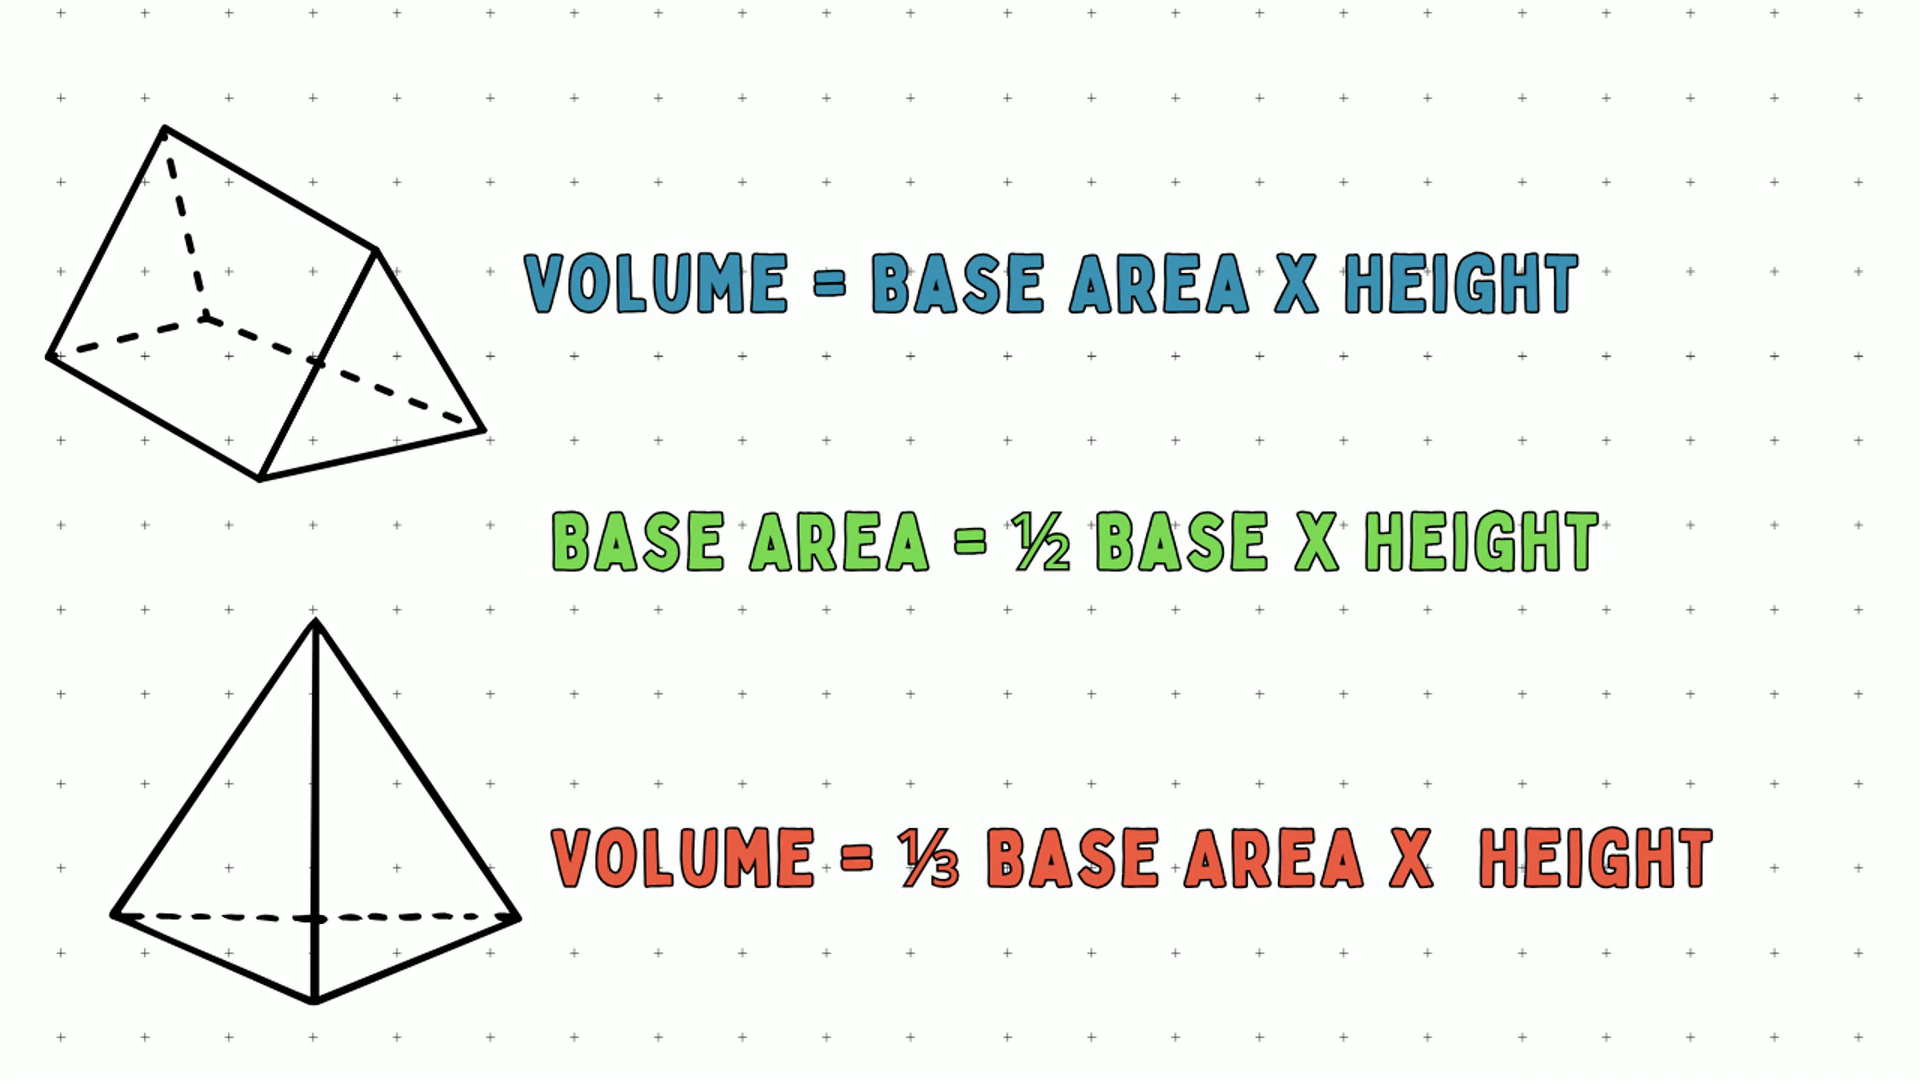 VOLUME = BASE AREA X HEIGHT
BASE AREA = ½ BASE X HEIGHT
VOLUME = ⅓ BASE AREA X HEIGHT